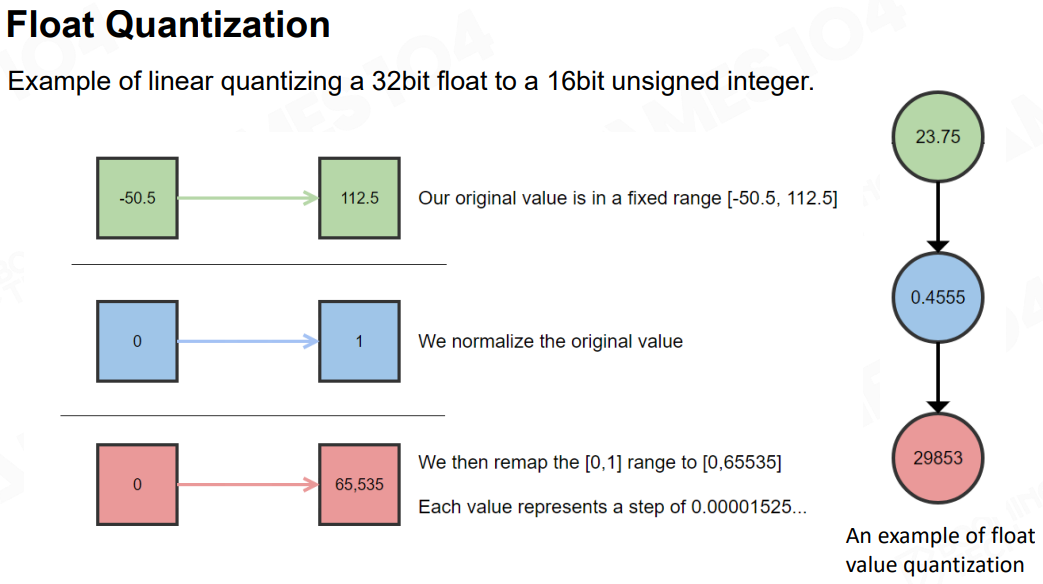 Float Quantization
Example of linear quantizing a 32bit float to a 16bit unsigned integer.
-50.5
112.5
Our original value is in a fixed range [-50.5, 112.5]
0
1
We normalize the original value
0
65,535
We then remap the [0,1] range to [0,65535]
Each value represents a step of 0.00001525...
23.75
0.4555
29853
An example of float
value quantization